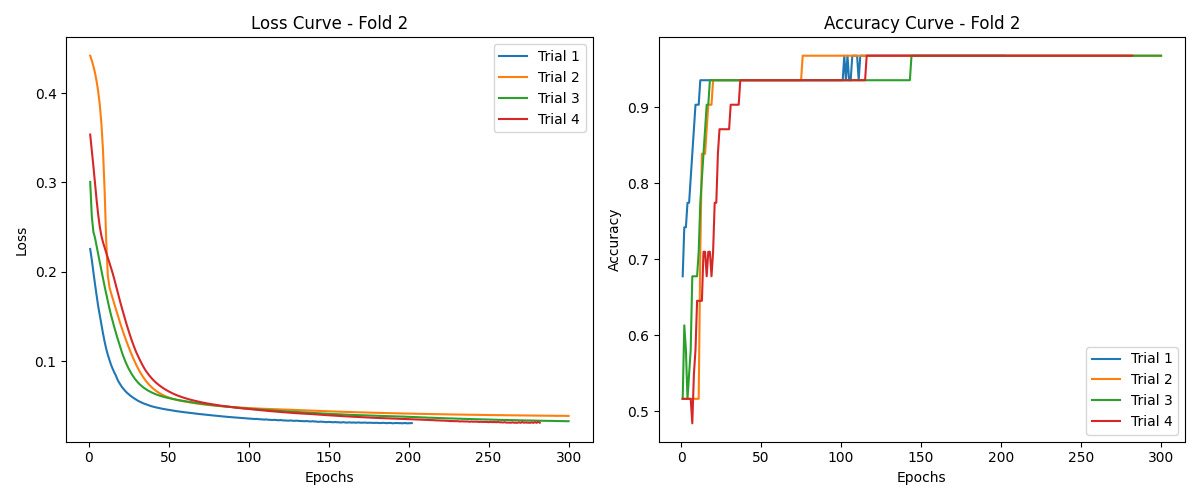 Loss Curve - Fold 2
Loss
0.4
0.3
0.2
0.1
0 50 100 150 200 250 300
Epochs
Trial 1
Trial 2
Trial 3
Trial 4
Accuracy Curve - Fold 2
Accuracy
0.9
0.8
0.7
0.6
0.5
0 50 100 150 200 250 300
Epochs
Trial 1
Trial 2
Trial 3
Trial 4